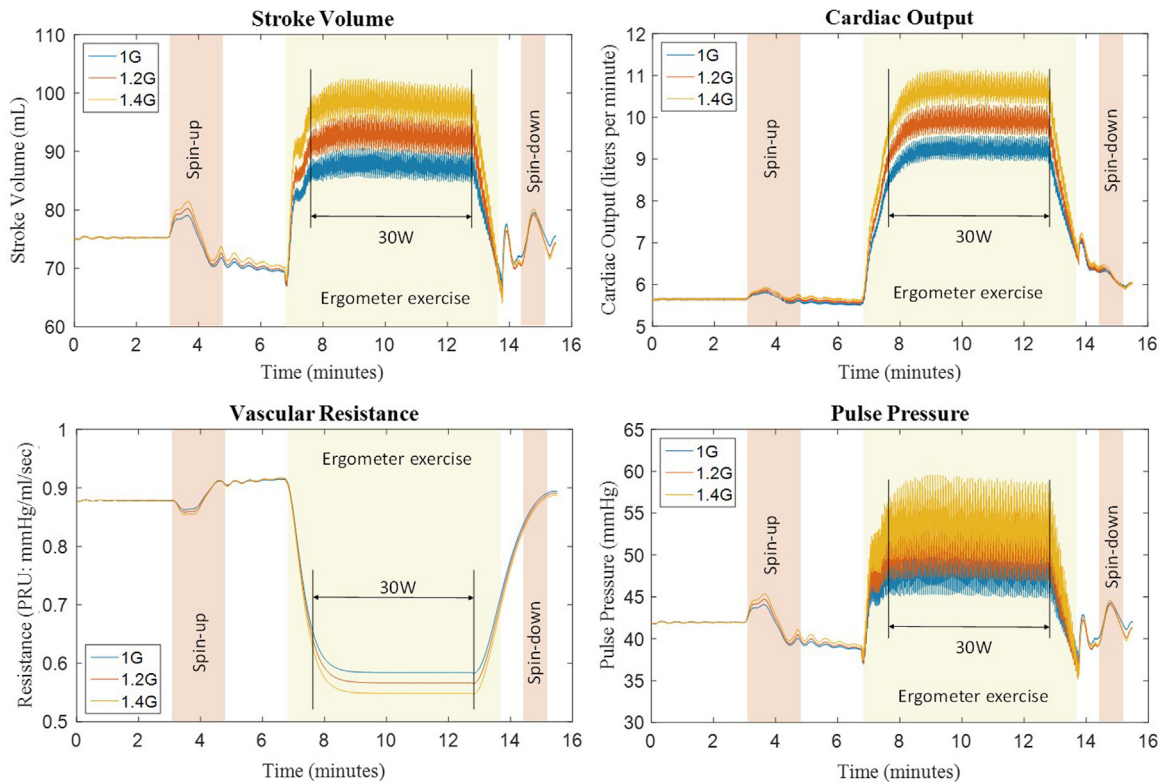 Stroke Volume
110
100
90
80
70
60
Stroke Volume (mL)
1G
1.2G
1.4G
Spin-up
30W
Ergometer exercise
Spin-down
0 2 4 6 8 10 12 14 16
Time (minutes)
Cardiac Output
12
11
10
9
8
7
6
5
Cardiac Output (liters per minute)
1G
1.2G
1.4G
Spin-up
30W
Ergometer exercise
Spin-down
0 2 4 6 8 10 12 14 16
Time (minutes)
Vascular Resistance
1
0.9
0.8
0.7
0.6
0.5
Resistance (PRU: mmHg/ml/sec)
Ergometer exercise
30W
Spin-up
Spin-down
1G
1.2G
1.4G
0 2 4 6 8 10 12 14 16
Time (minutes)
Pulse Pressure
65
60
55
50
45
40
35
30
Pulse Pressure (mmHg)
1G
1.2G
1.4G
Spin-up
30W
Ergometer exercise
Spin-down
0 2 4 6 8 10 12 14 16
Time (minutes)